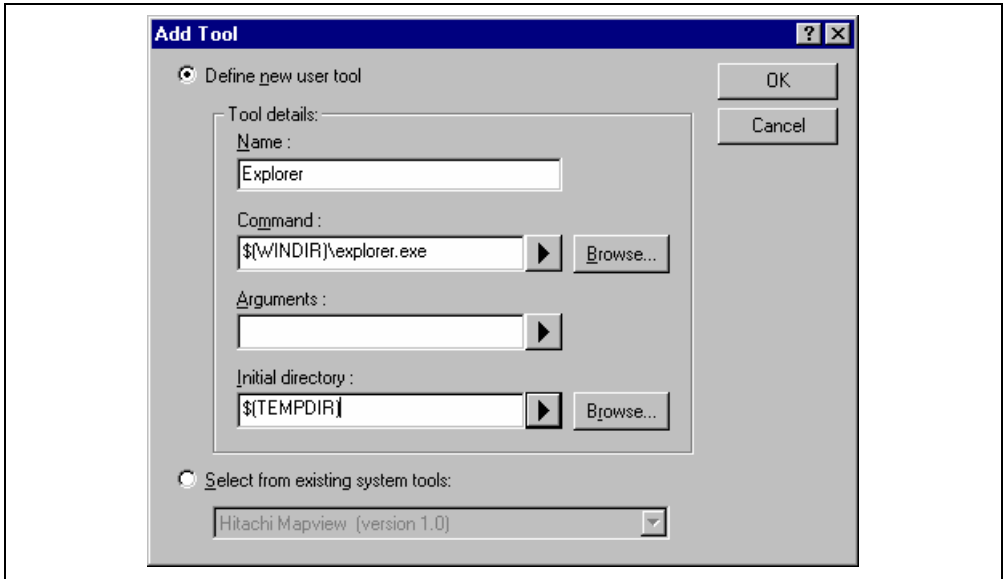 Add Tool
Define new user tool
OK
Tool details:
Cancel
Name :
Explorer
Command :
$(WINDIR)\explorer.exe
Browse...
Arguments :
Initial directory :
$(TEMPDIR)
Browse...
Select from existing system tools:
Hitachi Mapview (version 1.0)